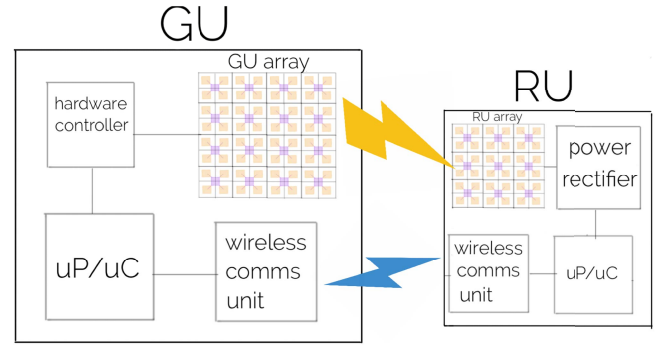 GU
GU array
hardware
controller
uP/uC
wireless
comms
unit
RU
RU array
power
rectifier
wireless
comms
unit
uP/uC